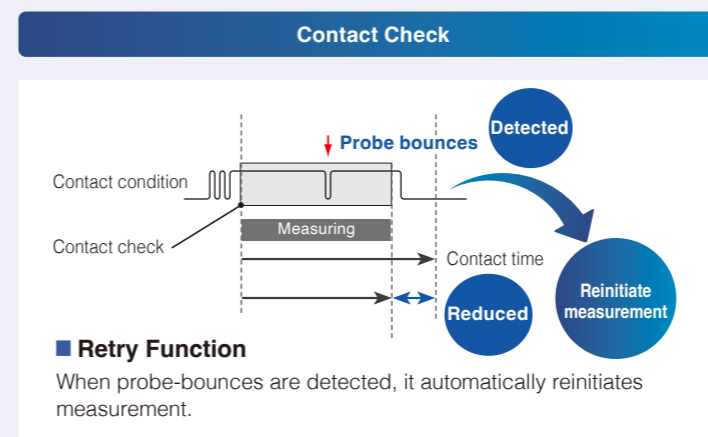 Contact Check
Detected
Probe bounces
Contact condition
Measuring
Contact check
Contact time
Reduced
Reinitiate
measurement
■ Retry Function
When probe-bounces are detected, it automatically reinitiates
measurement.